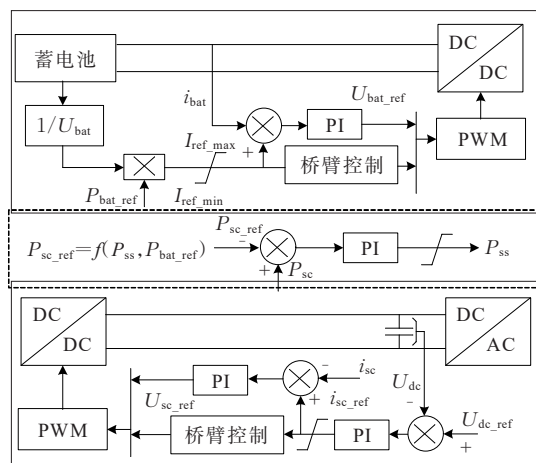 蓄电池
DC
DC
1/U_bat
i_bat
U_bat_ref
PI
PWM
+
I_ref_max
桥臂控制
P_bat_ref
I_ref_min
P_sc_ref=f(P_ss,P_bat_ref)
P_sc_ref
-
+
P_sc
PI
P_ss
DC
DC
DC
AC
PI
-
i_sc
+
i_sc_ref
U_dc
-
U_sc_ref
U_dc_ref
PWM
桥臂控制
PI
+